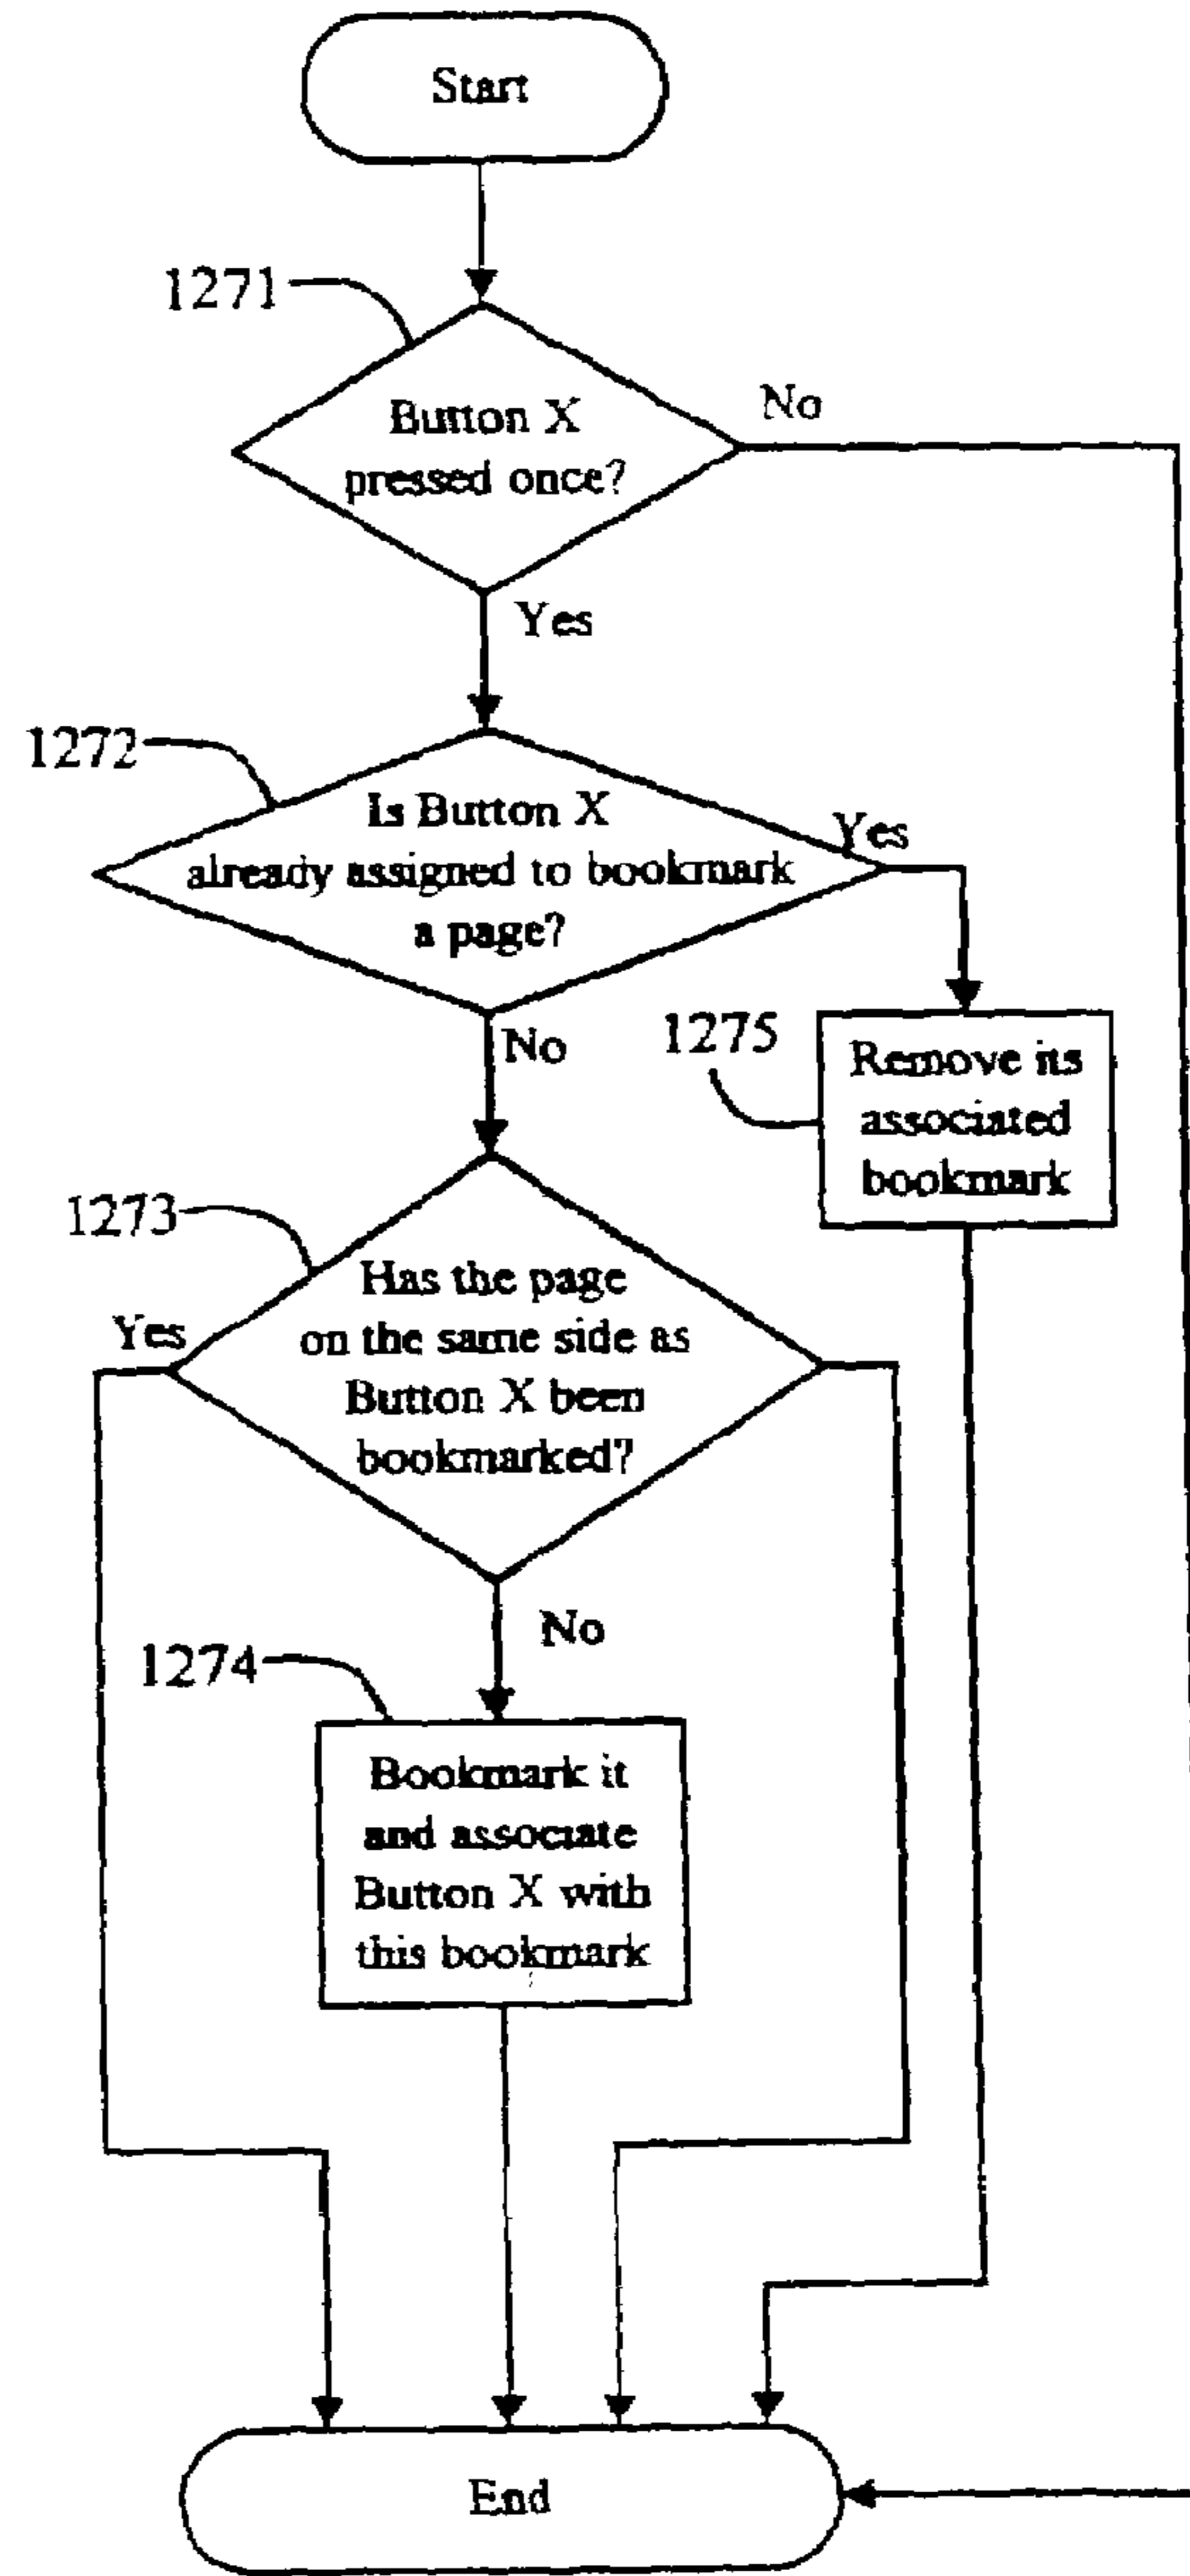 Start
1271
Button X
pressed once?
No
Yes
1272
Is Button X
already assigned to bookmark
a page?
Yes
No
1275
Remove its
associated
bookmark
1273
Has the page
on the same side as
Button X been
bookmarked?
Yes
No
1274
Bookmark it
and associate
Button X with
this bookmark
End